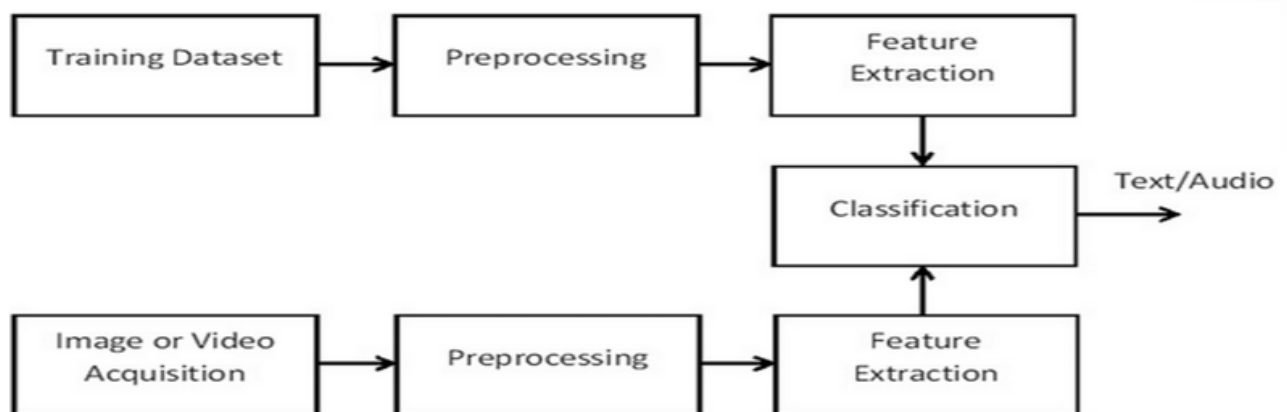 Training Dataset
Preprocessing
Feature
Extraction
Classification
Text/Audio
Image or Video
Acquisition
Preprocessing
Feature
Extraction